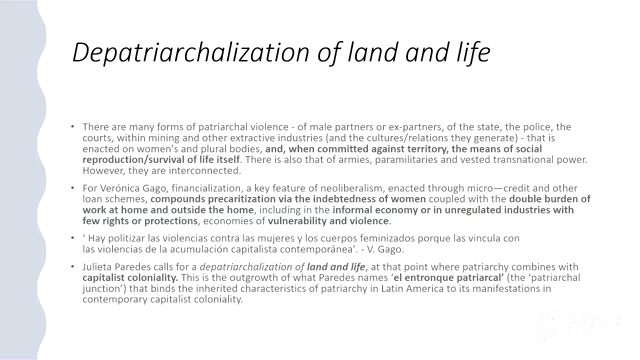 Depatriarchalization of land and life
• There are many forms of patriarchal violence - of male partners or ex-partners, of the state, the police, the
courts, within mining and other extractive industries (and the cultures/relations they generate) - that is
enacted on women's and plural bodies, and, when committed against territory, the means of social
reproduction/survival of life itself. There is also that of armies, paramilitaries and vested transnational power.
However, they are interconnected.
• For Verónica Gago, financialization, a key feature of neoliberalism, enacted through micro—credit and other
loan schemes, compounds precaritization via the indebtedness of women coupled with the double burden of
work at home and outside the home, including in the informal economy or in unregulated industries with
few rights or protections, economies of vulnerability and violence.
• ' Hay politizar las violencias contra las mujeres y los cuerpos feminizados porque las vincula con
las violencias de la acumulación capitalista contemporánea'. - V. Gago.
• Julieta Paredes calls for a depatriarchalization of land and life, at that point where patriarchy combines with
capitalist coloniality. This is the outgrowth of what Paredes names 'el entronque patriarcal' (the 'patriarchal
junction') that binds the inherited characteristics of patriarchy in Latin America to its manifestations in
contemporary capitalist coloniality.